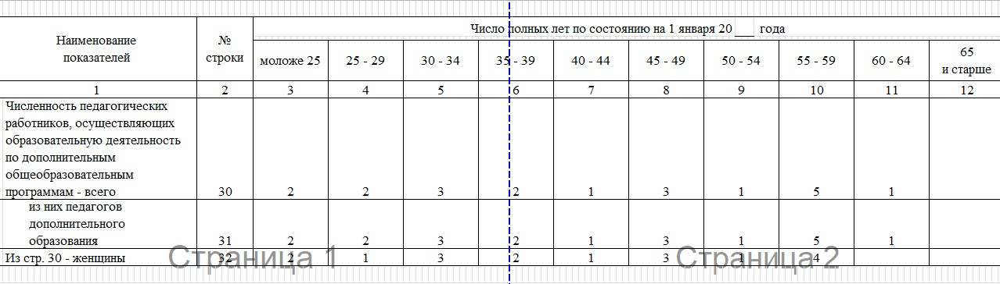 Наименование показателей № строки Число полных лет по состоянию на 1 января 20 ___ года
моложе 25 25 - 29 30 - 34 35 - 39 40 - 44 45 - 49 50 - 54 55 - 59 60 - 64 65 и старше
1 2 3 4 5 6 7 8 9 10 11 12
Численность педагогических
работников, осуществляющих
образовательную деятельность
по дополнительным
общеобразовательным
программам - всего 30 2 2 3 2 1 3 1 5 1
из них педагогов
дополнительного
образования 31 2 2 3 2 1 3 1 5 1
Из стр. 30 - женщины 32 2 1 3 2 1 3 1 4
Страница 1 Страница 2